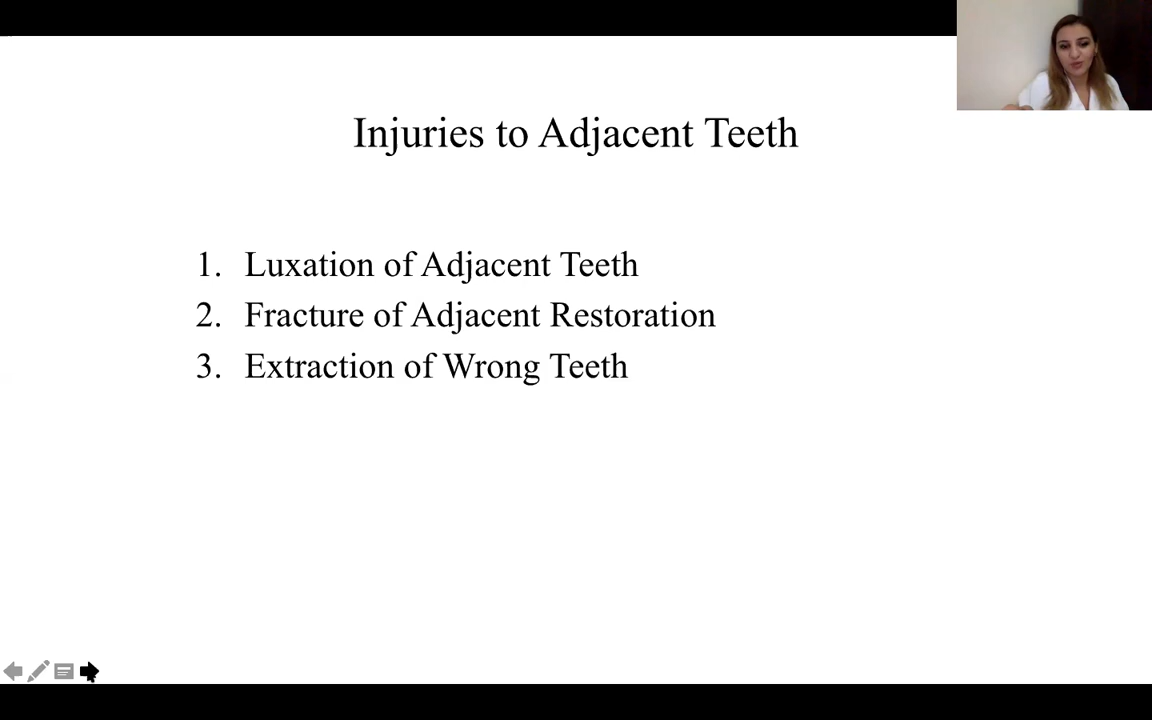 Injuries to Adjacent Teeth
1. Luxation of Adjacent Teeth
2. Fracture of Adjacent Restoration
3. Extraction of Wrong Teeth